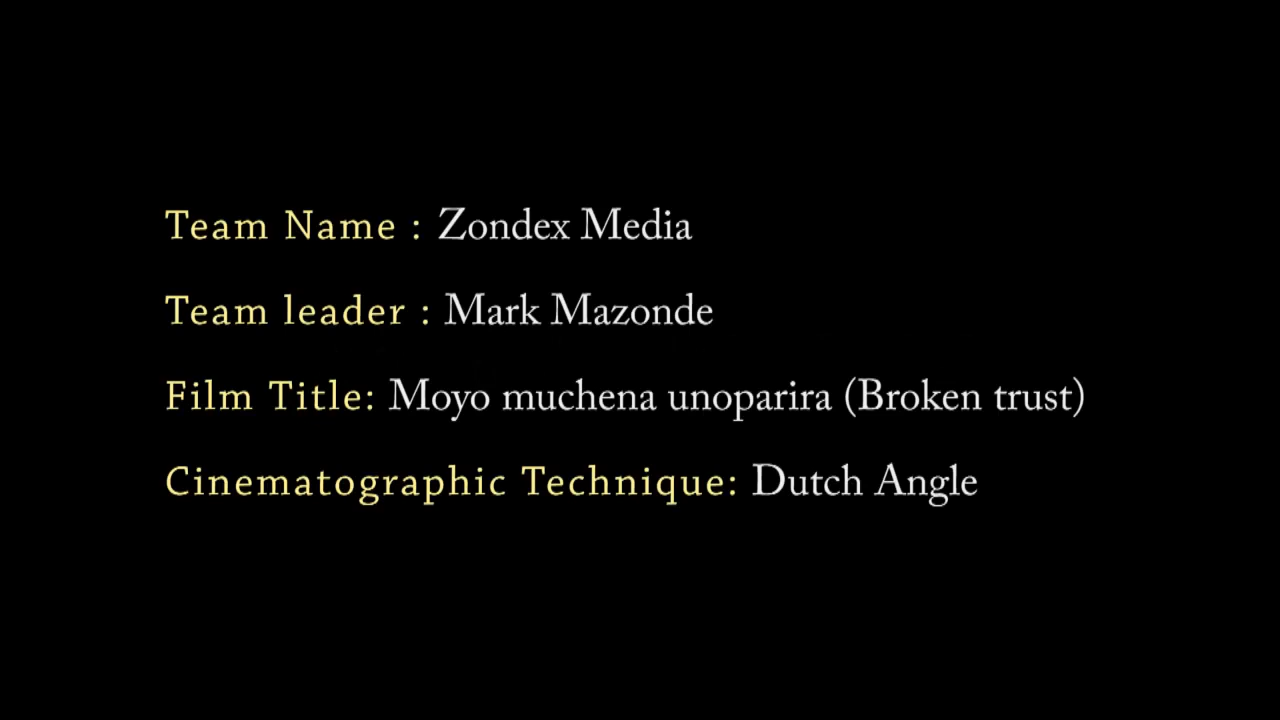 Team Name : Zondex Media
Team leader : Mark Mazonde
Film Title: Moyo muchena unoparira (Broken trust)
Cinematographic Technique: Dutch Angle